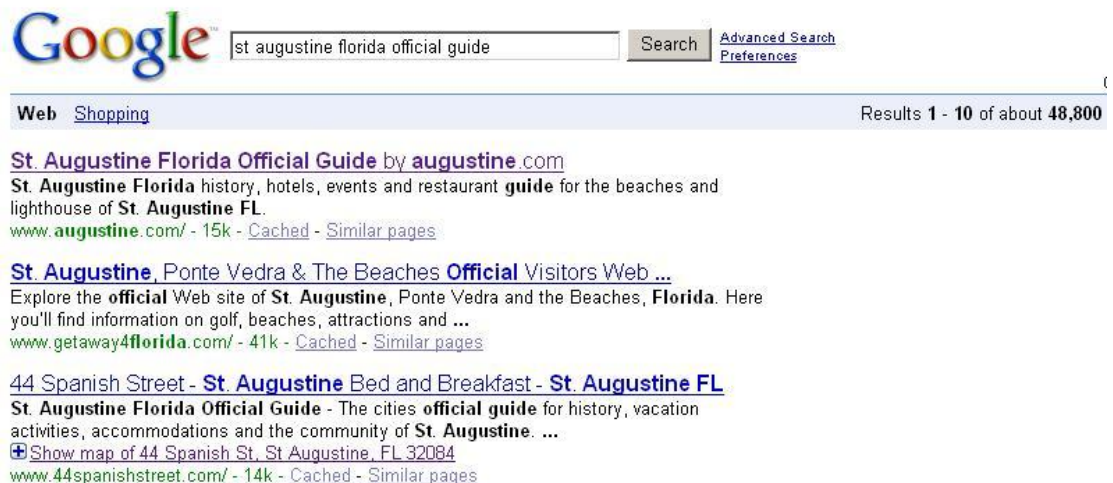 Google™
st augustine florida official guide
Search
Advanced Search
Preferences
Web Shopping
Results 1 - 10 of about 48,800
St. Augustine Florida Official Guide by augustine.com
St. Augustine Florida history, hotels, events and restaurant guide for the beaches and
lighthouse of St. Augustine FL.
www.augustine.com/ - 15k - Cached - Similar pages
St. Augustine, Ponte Vedra & The Beaches Official Visitors Web ...
Explore the official Web site of St. Augustine, Ponte Vedra and the Beaches, Florida. Here
you'll find information on golf, beaches, attractions and ...
www.getaway4florida.com/ - 41k - Cached - Similar pages
44 Spanish Street - St. Augustine Bed and Breakfast - St. Augustine FL
St. Augustine Florida Official Guide - The cities official guide for history, vacation
activities, accommodations and the community of St. Augustine. ...
Show map of 44 Spanish St, St Augustine, FL 32084
www.44spanishstreet.com/ - 14k - Cached - Similar pages